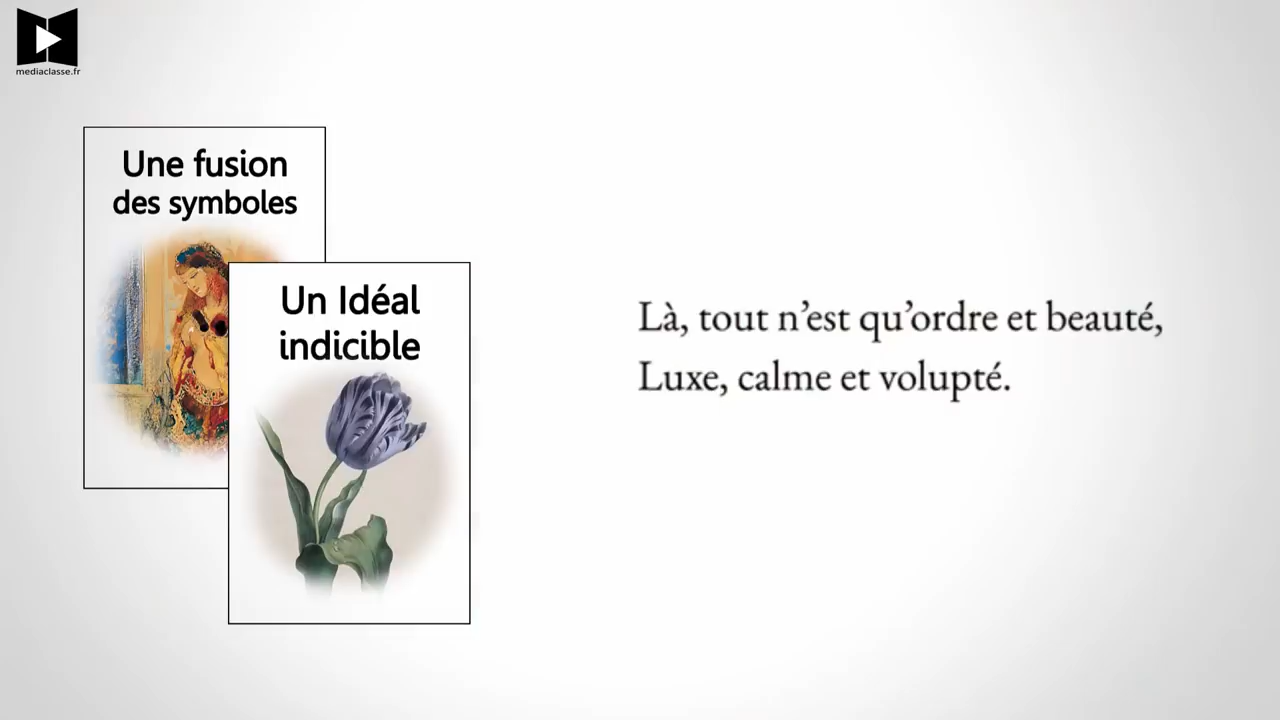 mediaclasse.fr
Une fusion
des symboles
Un Idéal
indicible
Là, tout n’est qu’ordre et beauté,
Luxe, calme et volupté.